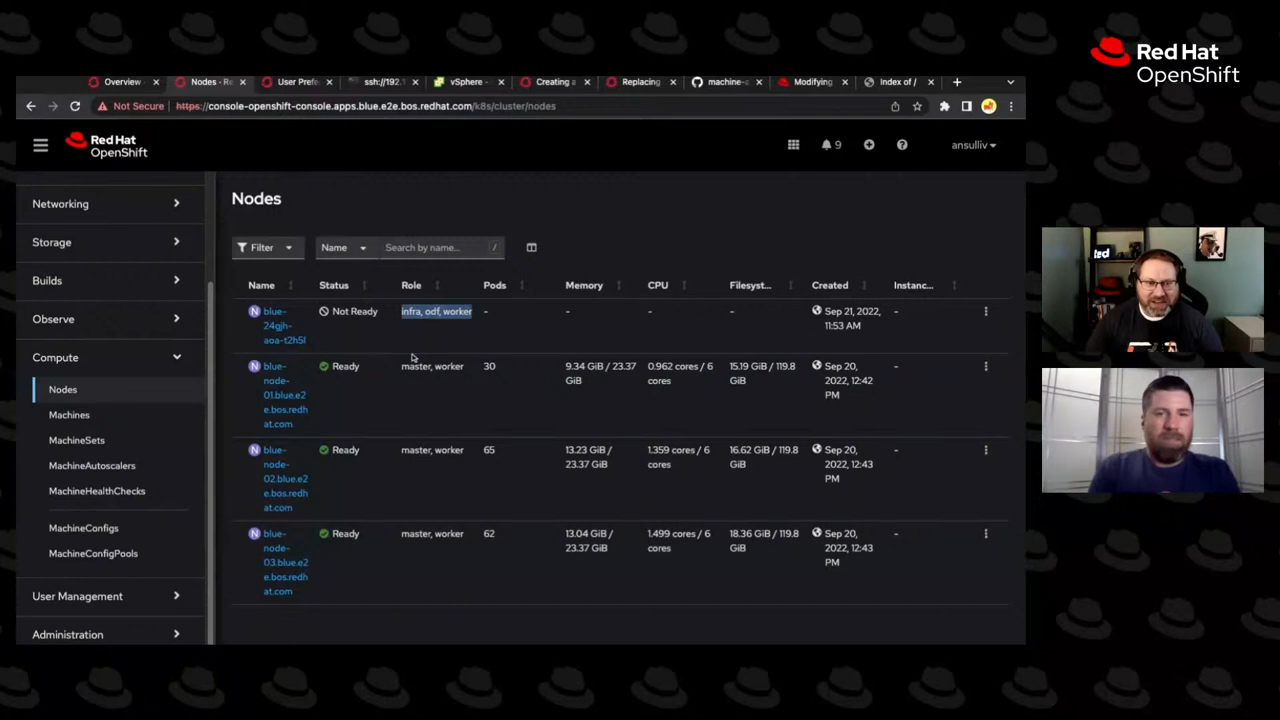 Red Hat
OpenShift
Overview
Nodes · Re
User Prefe
ssh://192.1
vSphere -
Creating a
Replacing
machine-c
Modifying
Index of /
Not Secure
https://console-openshift-console.apps.blue.e2e.bos.redhat.com/k8s/cluster/nodes
Red Hat
OpenShift
9
ansulliv
Networking
Storage
Builds
Observe
Compute
Nodes
Machines
MachineSets
MachineAutoscalers
MachineHealthChecks
MachineConfigs
MachineConfigPools
User Management
Administration
Nodes
Filter
Name
Search by name...
/
Name Status Role Pods Memory CPU Filesyst... Created Instanc...
N blue- Not Ready infra, odf, worker - - - - Sep 21, 2022, -
24gjh- 11:53 AM
aoa-t2h5l
N blue- Ready master, worker 30 9.34 GiB / 23.37 0.962 cores / 6 15.19 GiB / 119.8 Sep 20, -
node- GiB cores GiB 2022, 12:42
01.blue.e2 PM
e.bos.redh
at.com
N blue- Ready master, worker 65 13.23 GiB / 1.359 cores / 6 16.62 GiB / 119.8 Sep 20, -
node- 23.37 GiB cores GiB 2022, 12:43
02.blue.e2 PM
e.bos.redh
at.com
N blue- Ready master, worker 62 13.04 GiB / 1.499 cores / 6 18.36 GiB / 119.8 Sep 20, -
node- 23.37 GiB cores GiB 2022, 12:43
03.blue.e2 PM
e.bos.redh
at.com